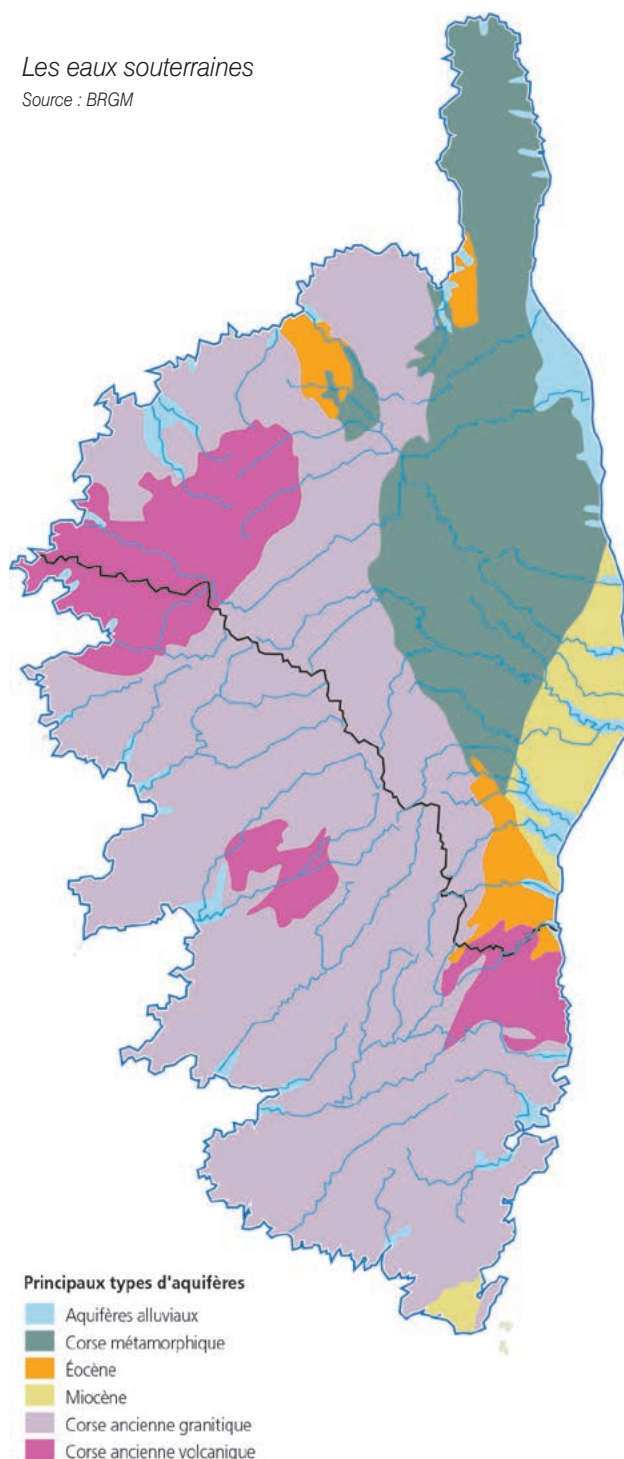 Les eaux souterraines
Source : BRGM
Principaux types d'aquifères
Aquifères alluviaux
Corse métamorphique
Éocène
Miocène
Corse ancienne granitique
Corse ancienne volcanique